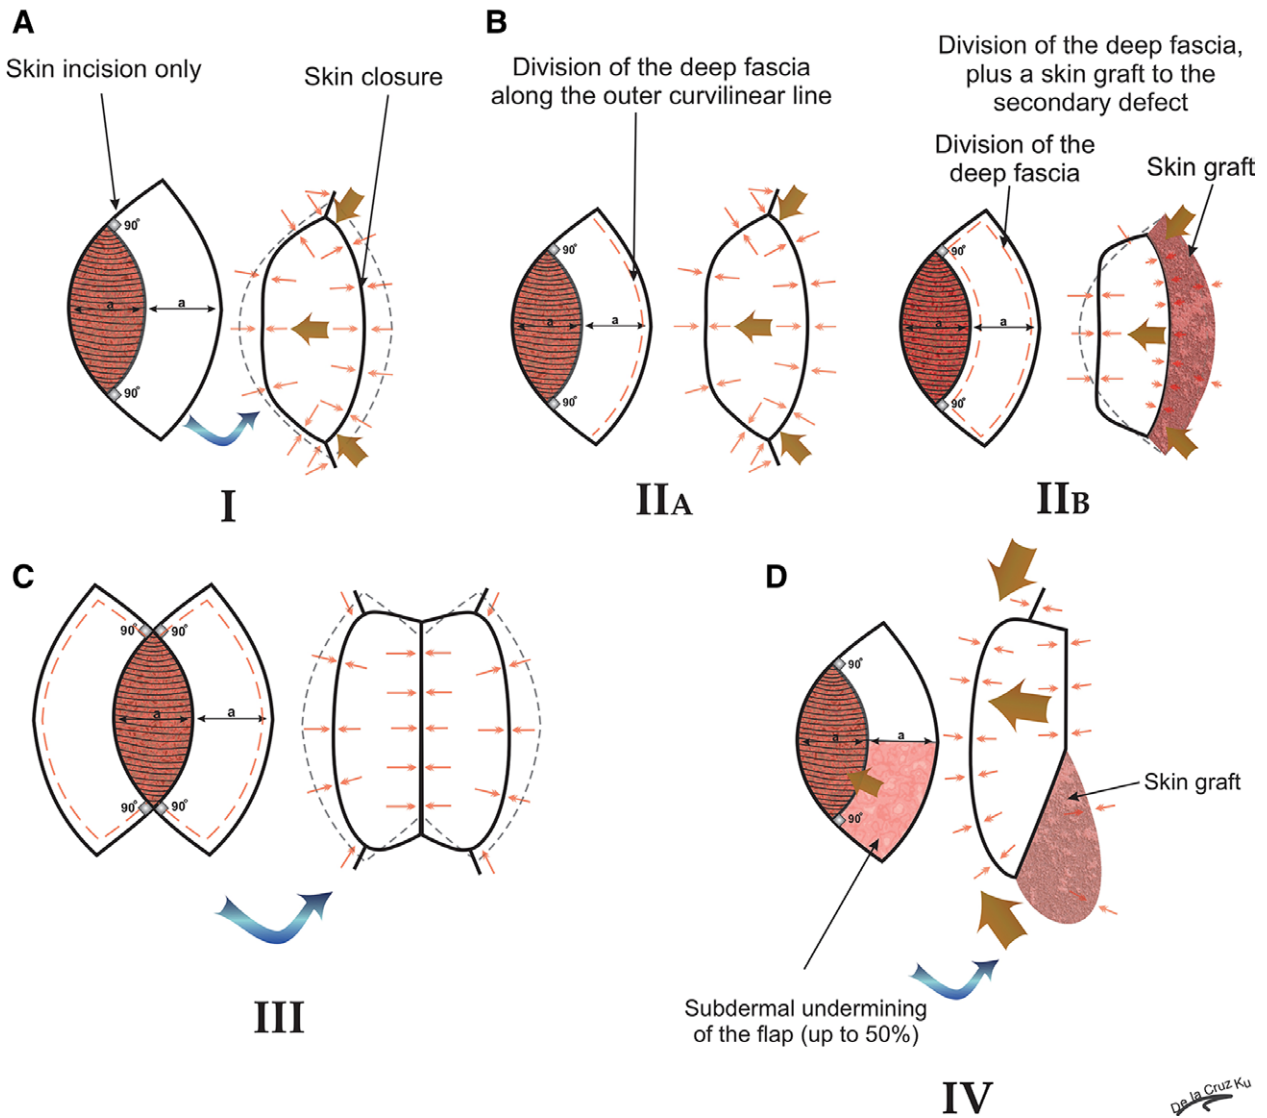 A
B
Skin incision only
Skin closure
Division of the deep fascia
along the outer curvilinear line
Division of the deep fascia,
plus a skin graft to the
secondary defect
Division of the
deep fascia
Skin graft
90°
a
a
90°
90°
a
a
90°
90°
a
a
90°
I
IIA
IIB
C
D
90°
90°
a
a
90°
90°
90°
a
a
90°
Skin graft
Subdermal undermining
of the flap (up to 50%)
III
IV
De la Cruz Ku